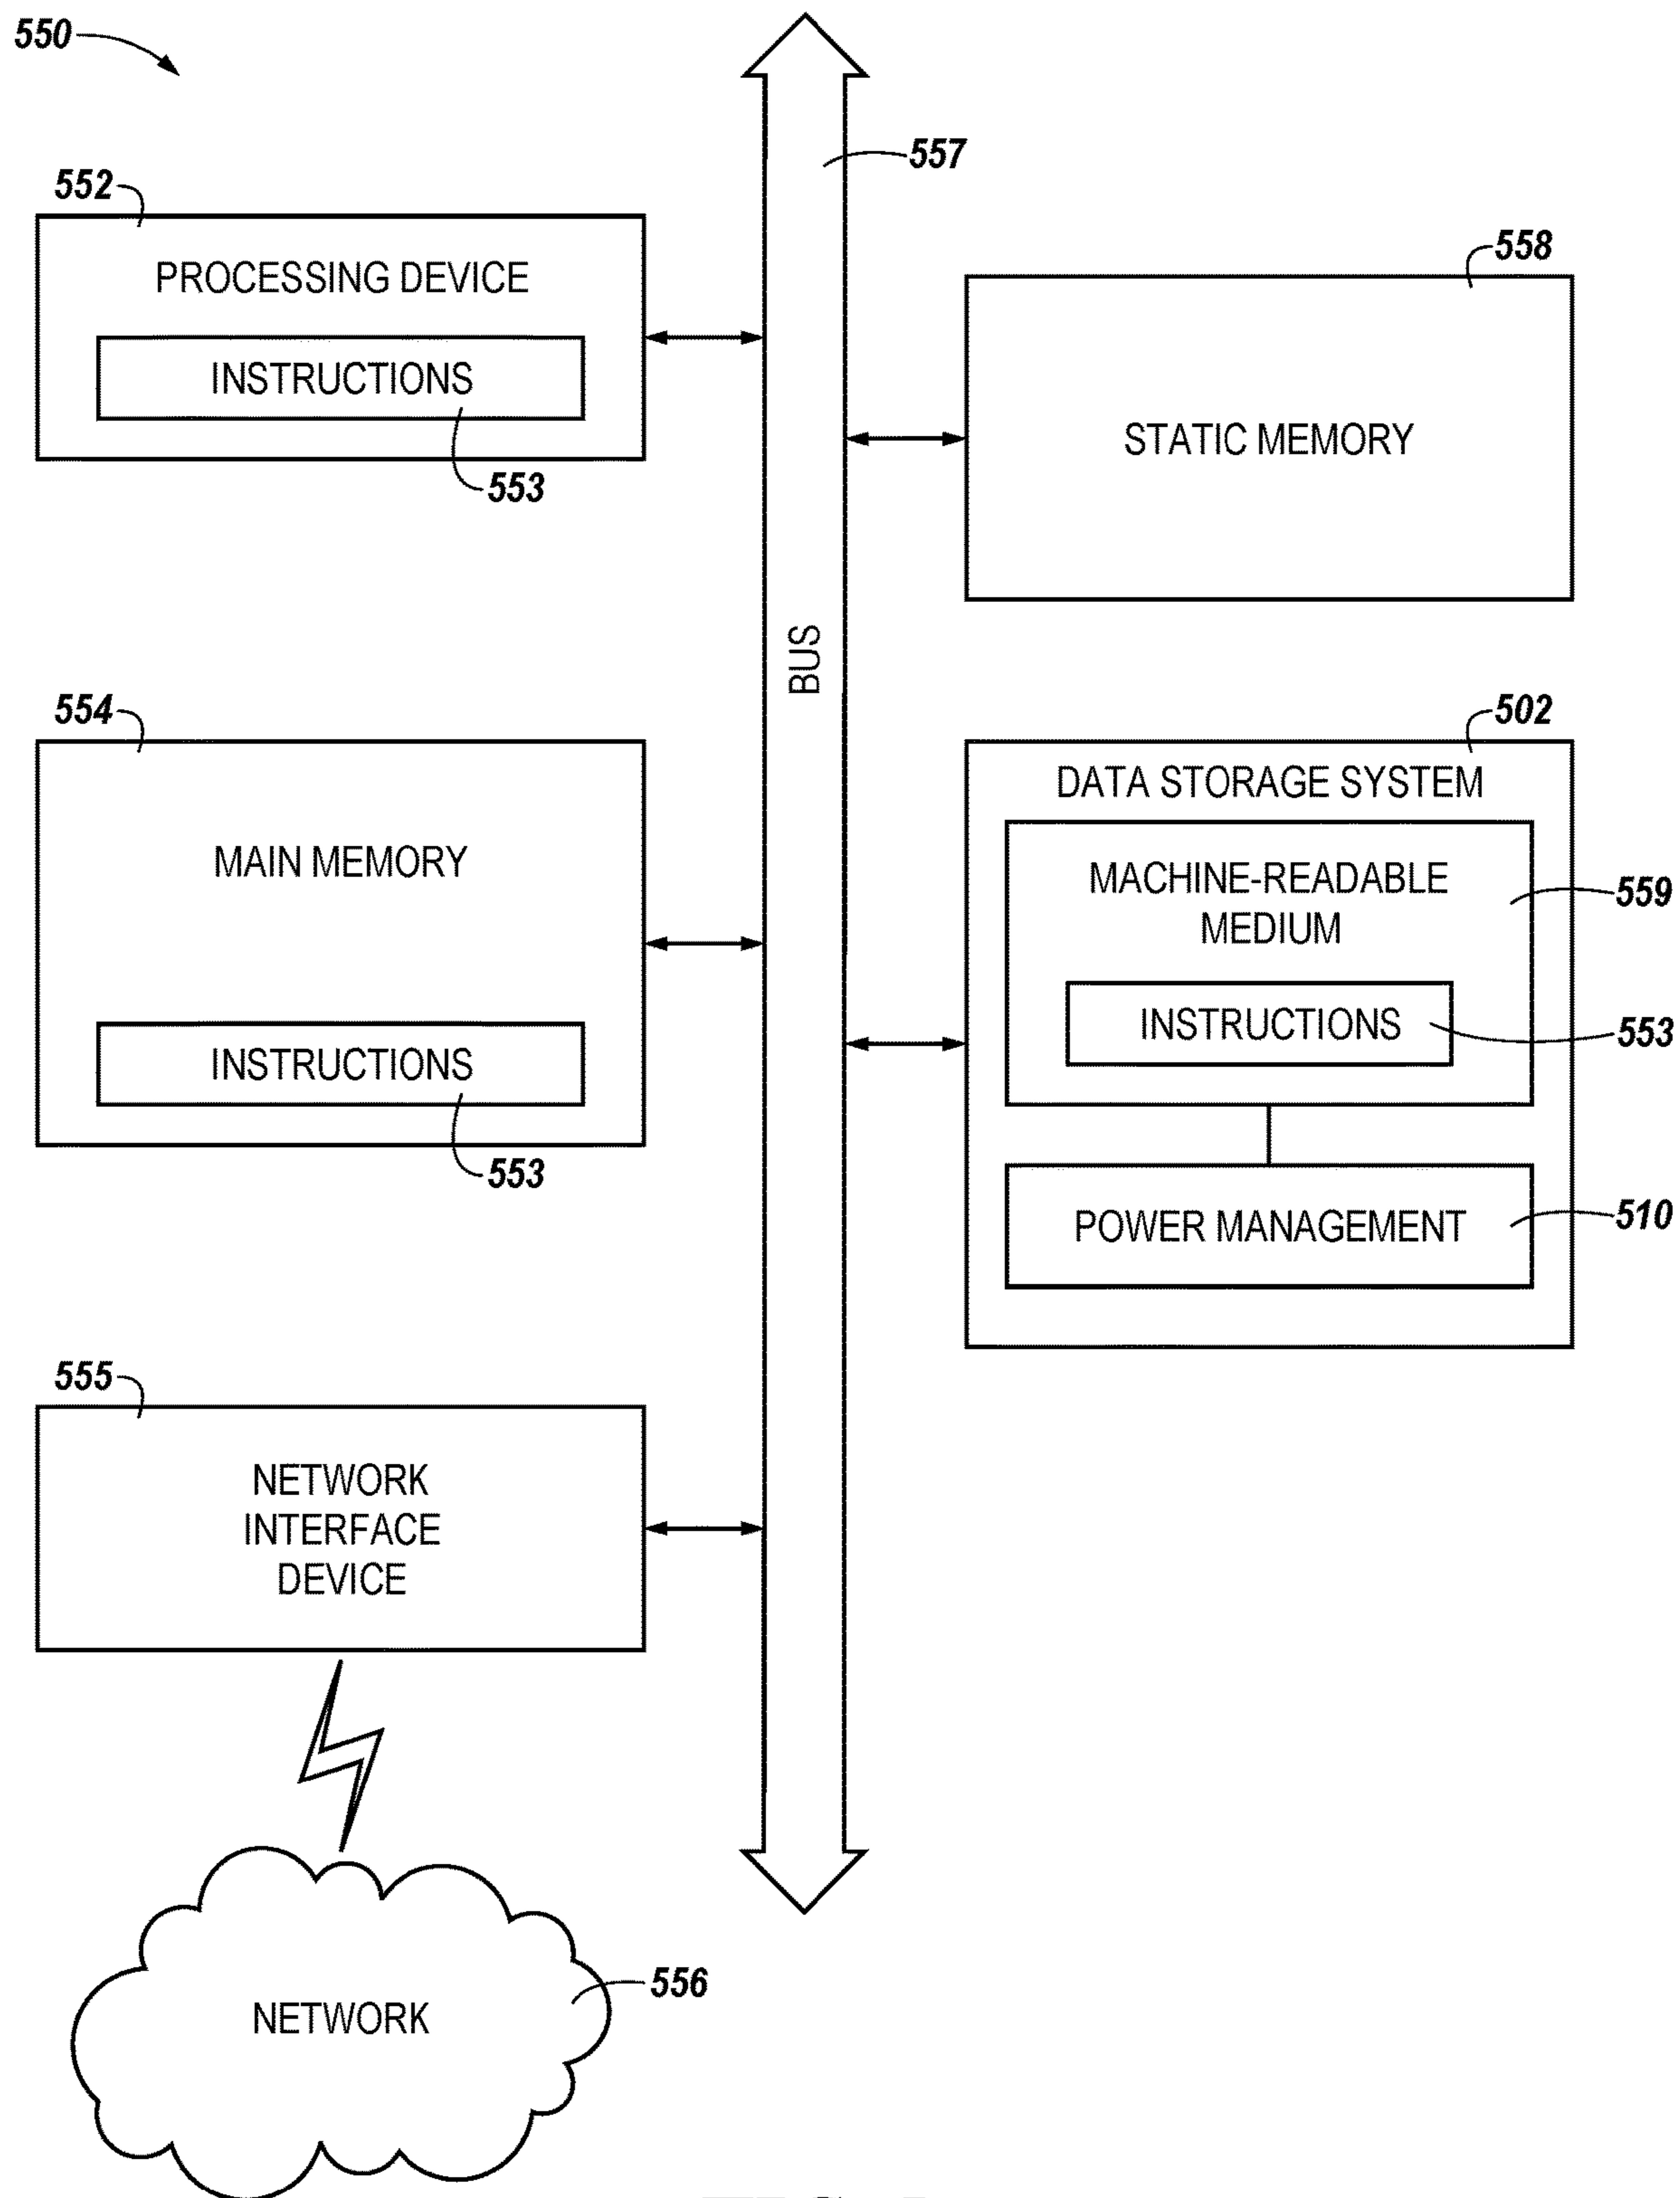 550
557
552
PROCESSING DEVICE
INSTRUCTIONS
553
558
STATIC MEMORY
BUS
554
MAIN MEMORY
INSTRUCTIONS
553
502
DATA STORAGE SYSTEM
MACHINE-READABLE
MEDIUM
559
INSTRUCTIONS
553
POWER MANAGEMENT
510
555
NETWORK
INTERFACE
DEVICE
NETWORK
556